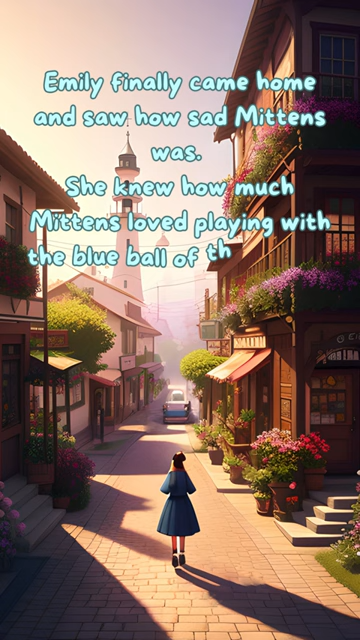 Emily finally came home
and saw how sad Mittens
was.
She knew how much
Mittens loved playing with
the blue ball of th